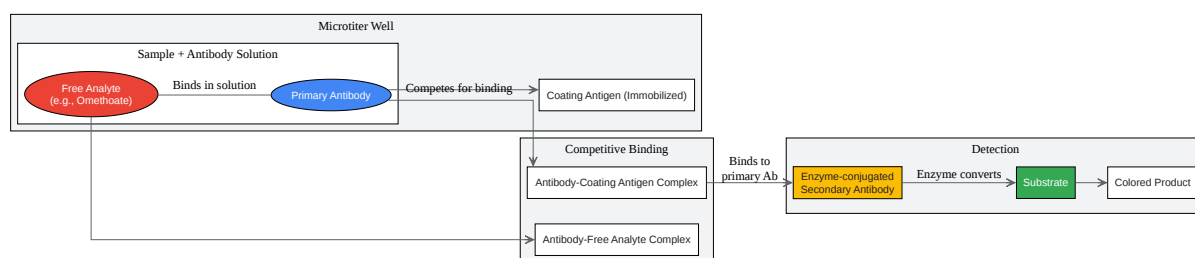 Microtiter Well
Sample + Antibody Solution
Free Analyte
(e.g., Omethoate)
Binds in solution
Primary Antibody
Competes for binding
Coating Antigen (Immobilized)
Competitive Binding
Antibody-Coating Antigen Complex
Antibody-Free Analyte Complex
Binds to
primary Ab
Detection
Enzyme-conjugated
Secondary Antibody
Enzyme converts
Substrate
Colored Product